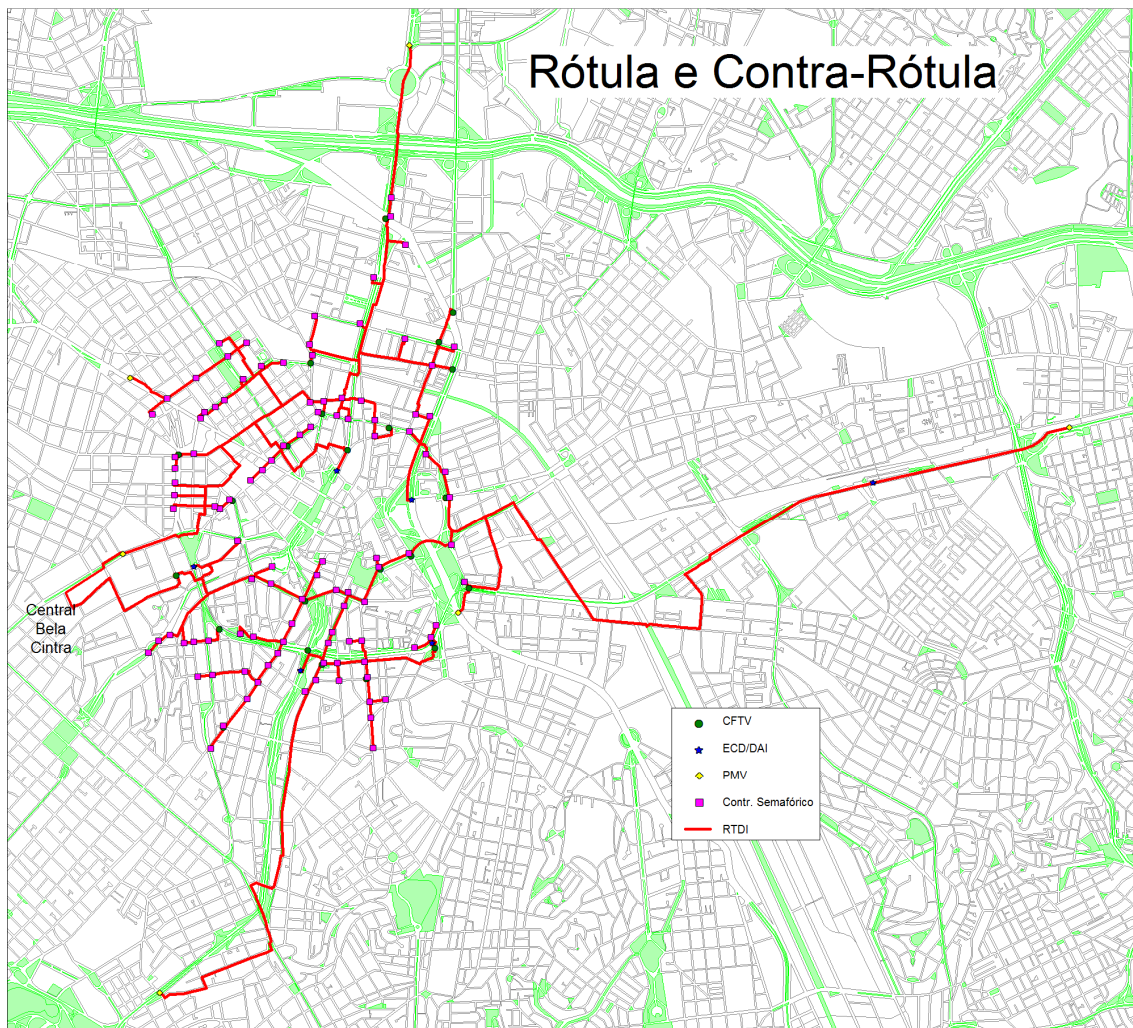 Rótula e Contra-Rótula
Central
Bela
Cintra
CFTV
ECD/DAI
PMV
Contr. Semafórico
RTDI